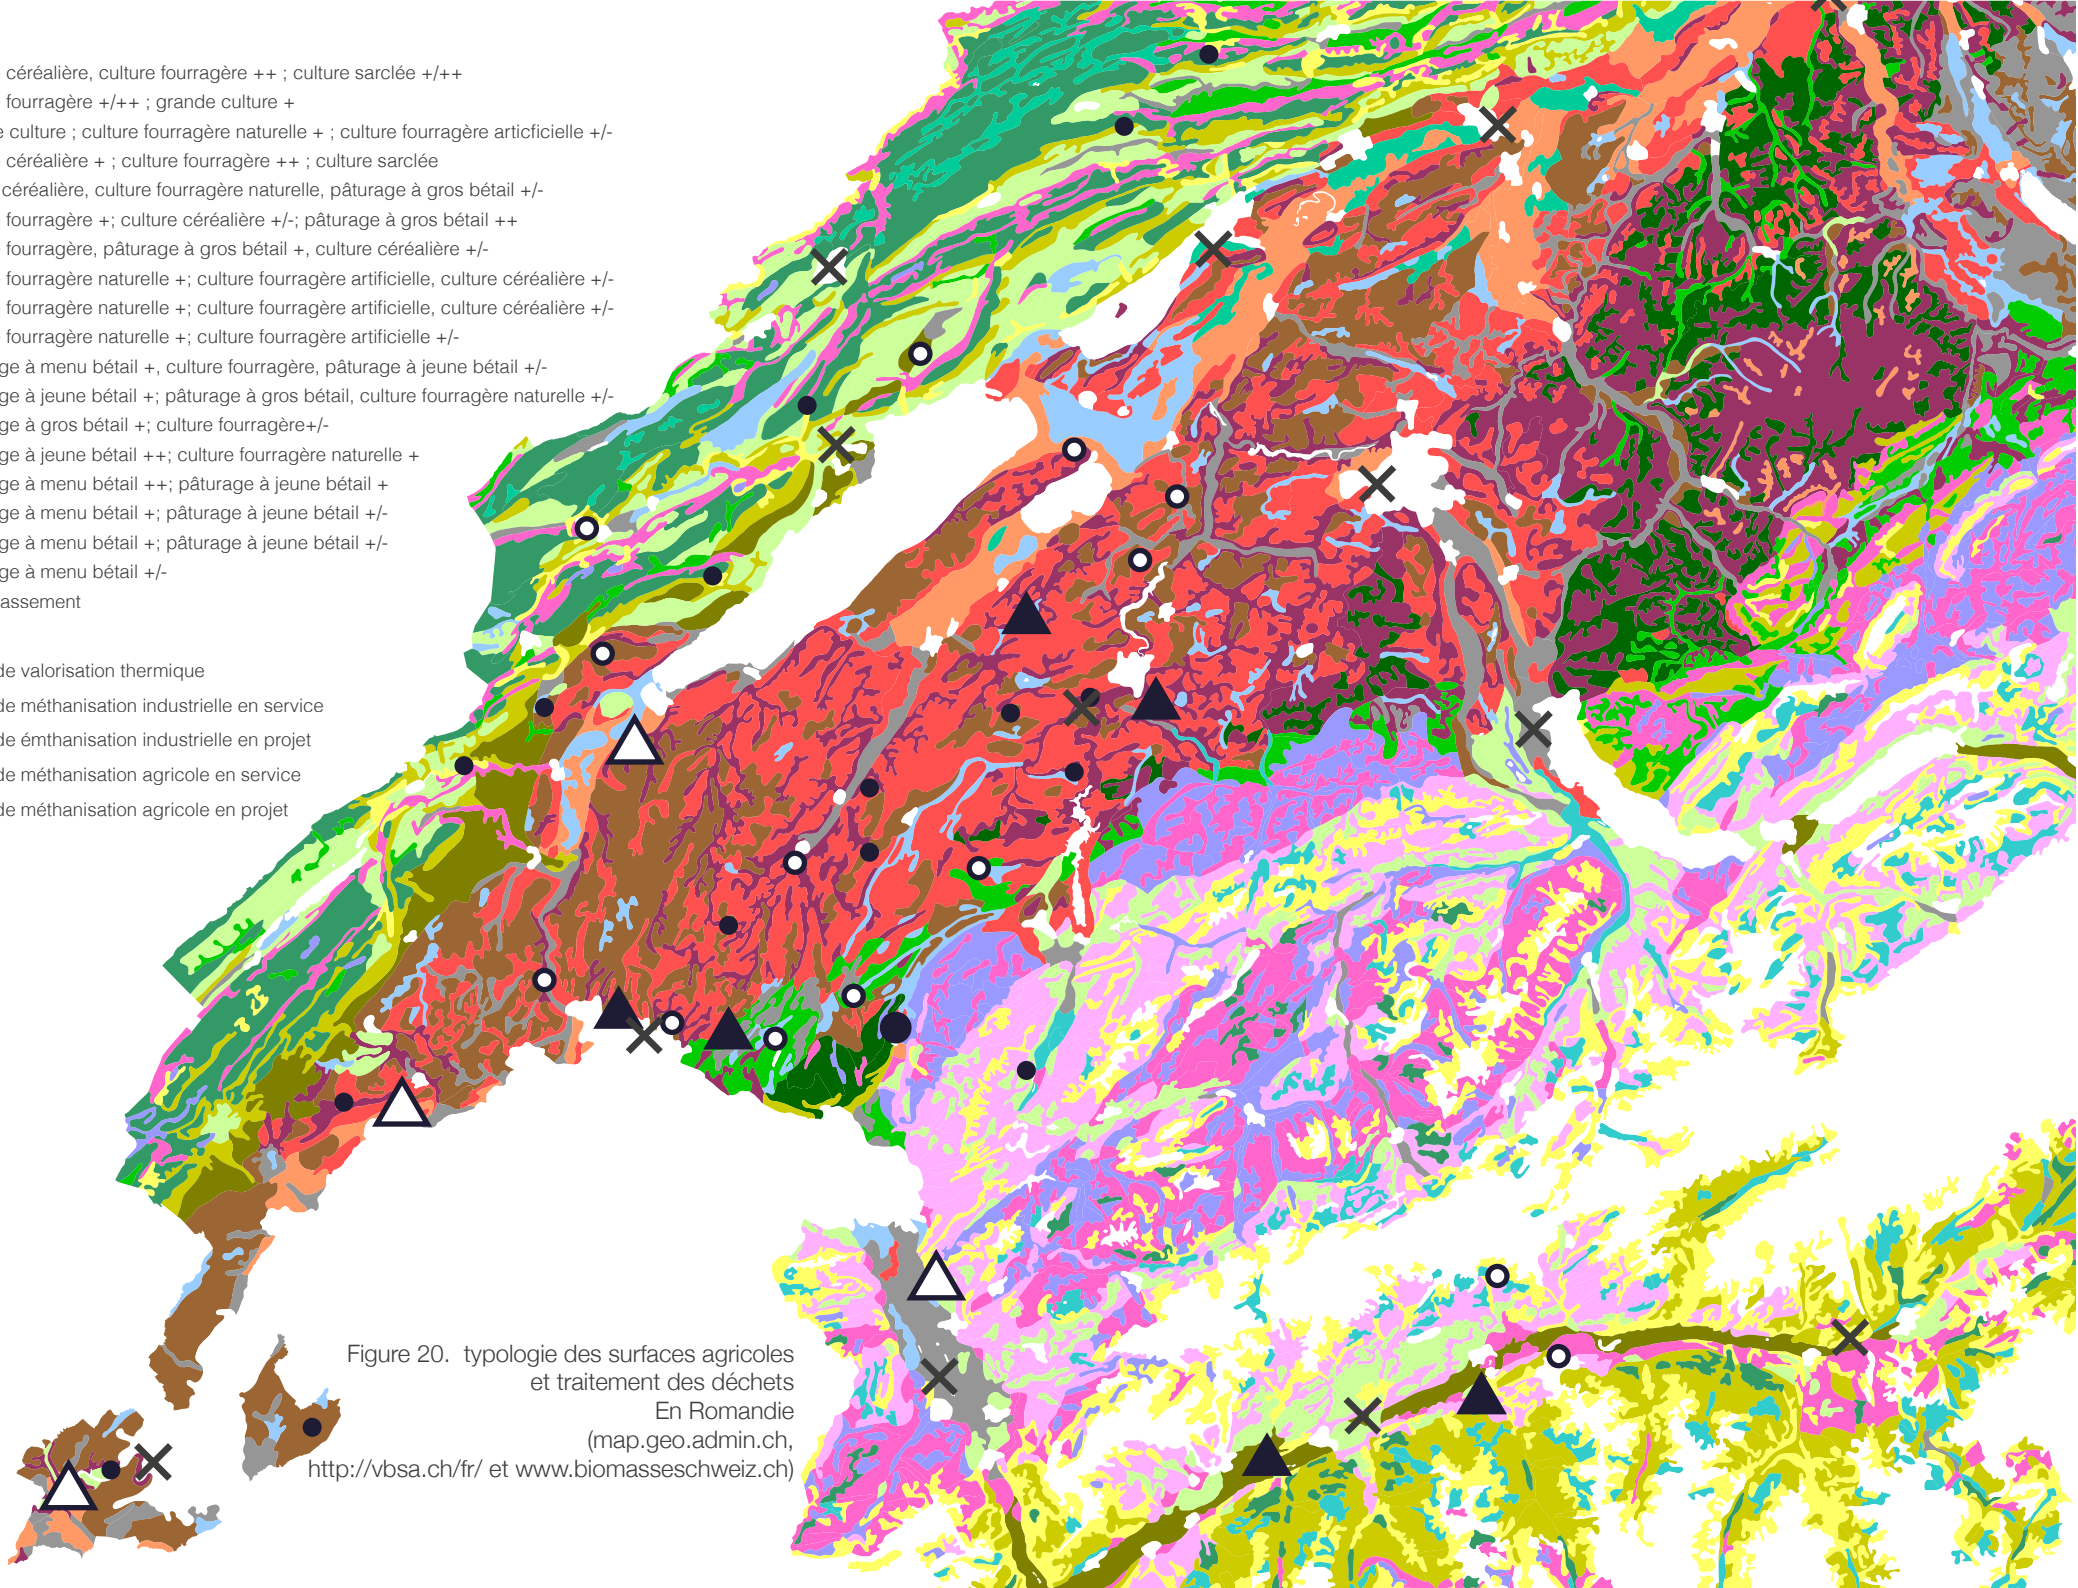 céréalière, culture fourragère ++ ; culture sarclée +/++
fourragère +/++ ; grande culture +
e culture ; culture fourragère naturelle + ; culture fourragère articficielle +/-
céréalière + ; culture fourragère ++ ; culture sarclée
céréalière, culture fourragère naturelle, pâturage à gros bétail +/-
fourragère +; culture céréalière +/-; pâturage à gros bétail ++
fourragère, pâturage à gros bétail +, culture céréalière +/-
fourragère naturelle +; culture fourragère artificielle, culture céréalière +/-
fourragère naturelle +; culture fourragère artificielle, culture céréalière +/-
fourragère naturelle +; culture fourragère artificielle +/-
ge à menu bétail +, culture fourragère, pâturage à jeune bétail +/-
ge à jeune bétail +; pâturage à gros bétail, culture fourragère naturelle +/-
ge à gros bétail +; culture fourragère+/-
ge à jeune bétail ++; culture fourragère naturelle +
ge à menu bétail ++; pâturage à jeune bétail +
ge à menu bétail +; pâturage à jeune bétail +/-
ge à menu bétail +; pâturage à jeune bétail +/-
ge à menu bétail +/-
assement
de valorisation thermique
de méthanisation industrielle en service
de émthanisation industrielle en projet
de méthanisation agricole en service
de méthanisation agricole en projet
Figure 20. typologie des surfaces agricoles
et traitement des déchets
En Romandie
(map.geo.admin.ch,
http://vbsa.ch/fr/ et www.biomasseschweiz.ch)